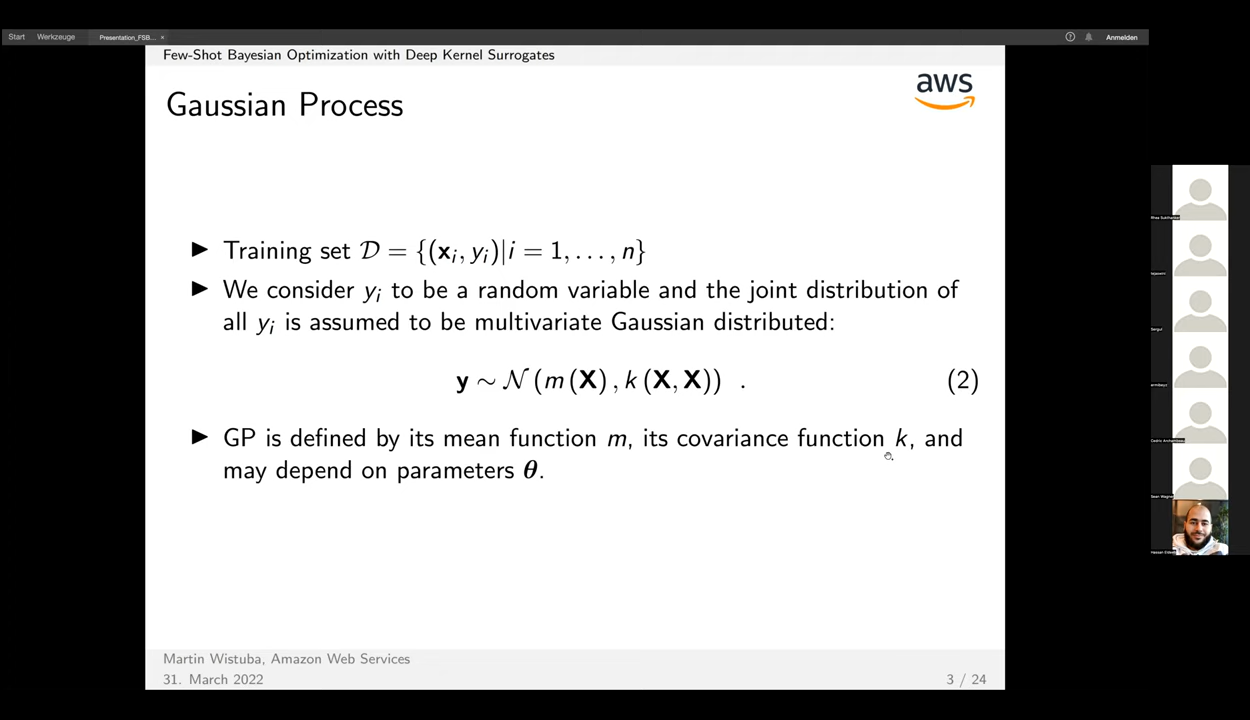 Start Werkzeuge Presentation_FSB... × Anmelden
Few-Shot Bayesian Optimization with Deep Kernel Surrogates
Gaussian Process
aws
▶ Training set 𝒟 = {(𝐱ᵢ, yᵢ)|i = 1, . . . , n}
▶ We consider yᵢ to be a random variable and the joint distribution of
all yᵢ is assumed to be multivariate Gaussian distributed:
𝐲 ∼ 𝒩 (m (𝐗) , k (𝐗, 𝐗)) . (2)
▶ GP is defined by its mean function m, its covariance function k, and
may depend on parameters 𝜽.
Martin Wistuba, Amazon Web Services
31. March 2022 3 / 24